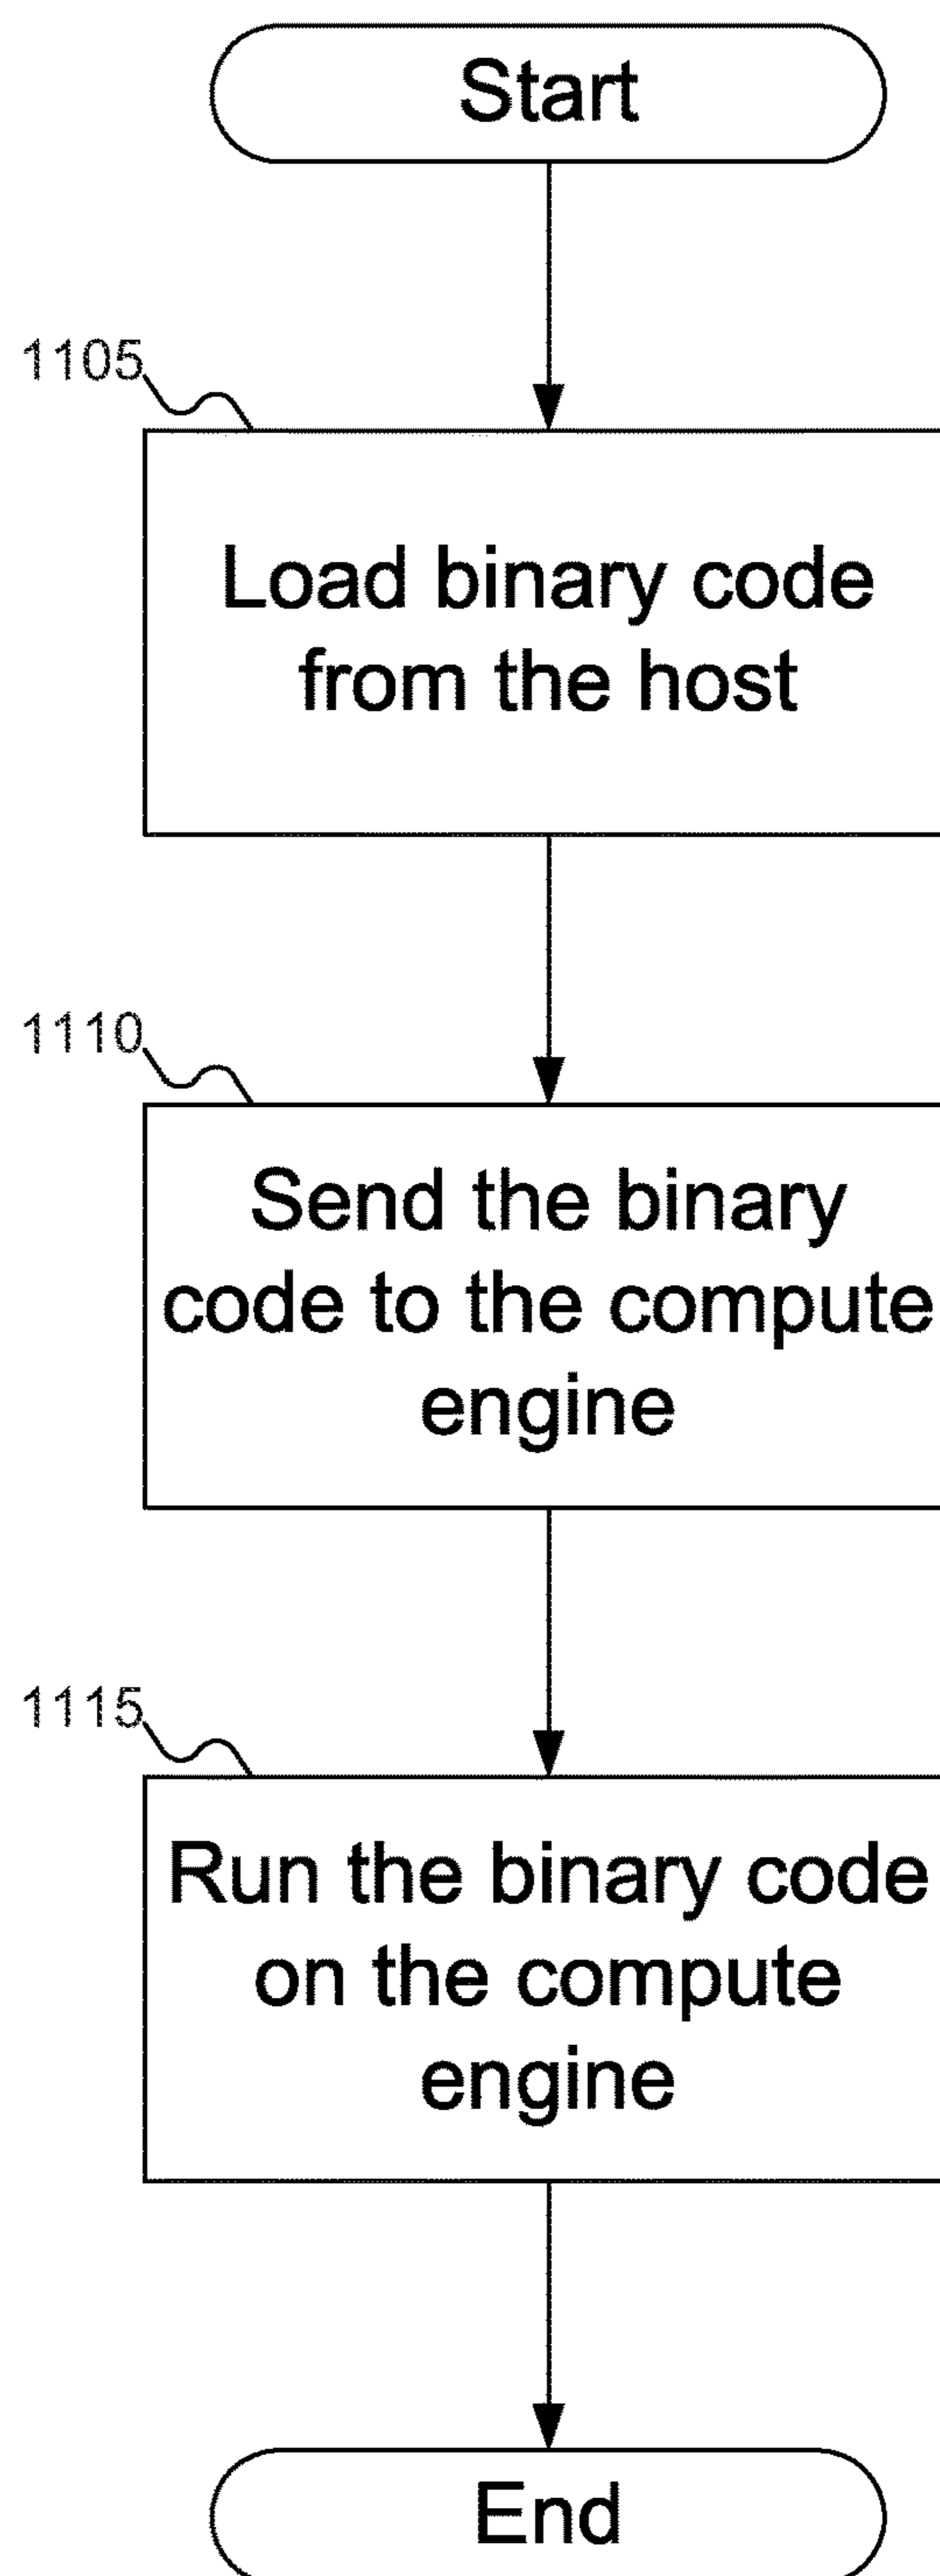 Start
1105
Load binary code
from the host
1110
Send the binary
code to the compute
engine
1115
Run the binary code
on the compute
engine
End